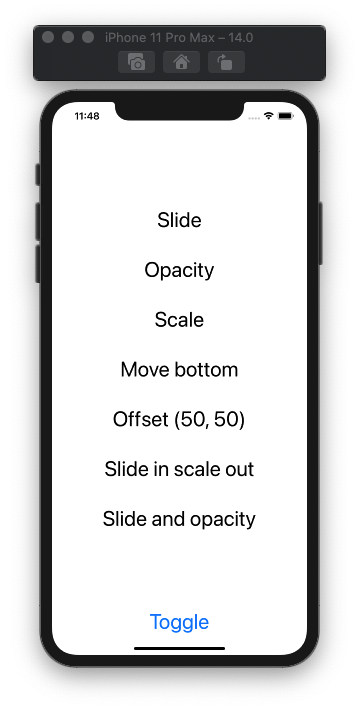 iPhone 11 Pro Max – 14.0
11:48
Slide
Opacity
Scale
Move bottom
Offset (50, 50)
Slide in scale out
Slide and opacity
Toggle